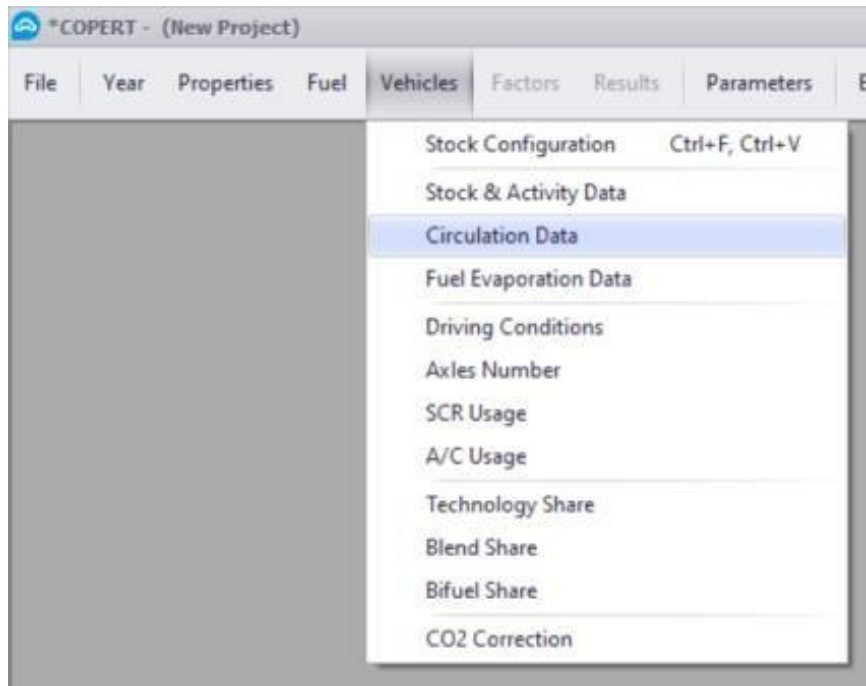 *COPERT - (New Project)
File Year Properties Fuel Vehicles Factors Results Parameters
Stock Configuration Ctrl+F, Ctrl+V
Stock & Activity Data
Circulation Data
Fuel Evaporation Data
Driving Conditions
Axles Number
SCR Usage
A/C Usage
Technology Share
Blend Share
Bifuel Share
CO2 Correction